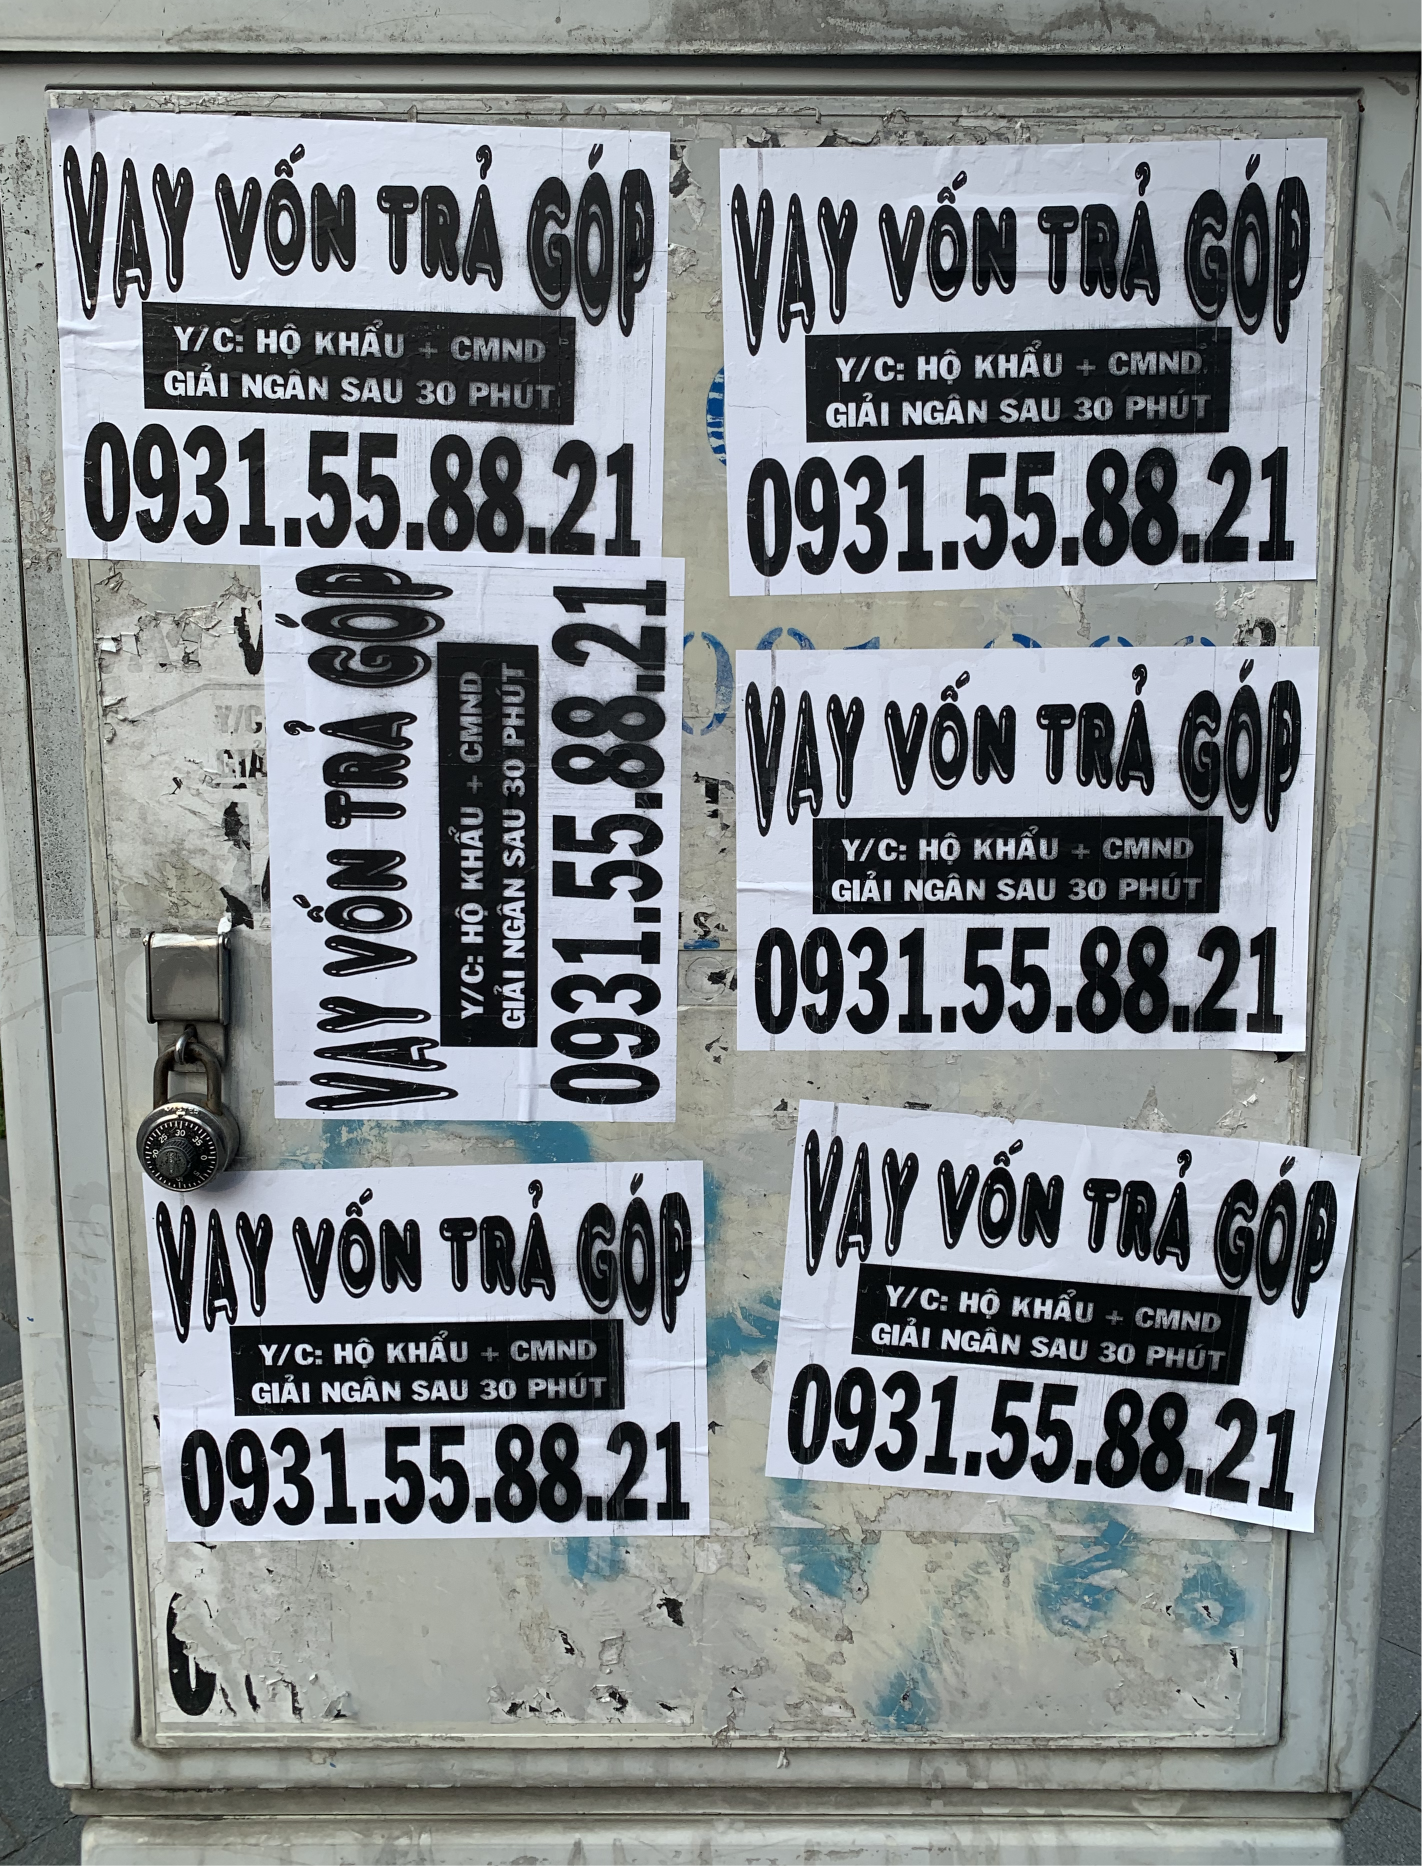 VAY VỐN TRẢ GÓP
Y/C: HỘ KHẨU + CMND
GIẢI NGÂN SAU 30 PHÚT
0931.55.88.21
VAY VỐN TRẢ GÓP
Y/C: HỘ KHẨU + CMND
GIẢI NGÂN SAU 30 PHÚT
0931.55.88.21
VAY VỐN TRẢ GÓP
Y/C: HỘ KHẨU + CMND
GIẢI NGÂN SAU 30 PHÚT
0931.55.88.21
VAY VỐN TRẢ GÓP
Y/C: HỘ KHẨU + CMND
GIẢI NGÂN SAU 30 PHÚT
0931.55.88.21
VAY VỐN TRẢ GÓP
Y/C: HỘ KHẨU + CMND
GIẢI NGÂN SAU 30 PHÚT
0931.55.88.21
VAY VỐN TRẢ GÓP
Y/C: HỘ KHẨU + CMND
GIẢI NGÂN SAU 30 PHÚT
0931.55.88.21